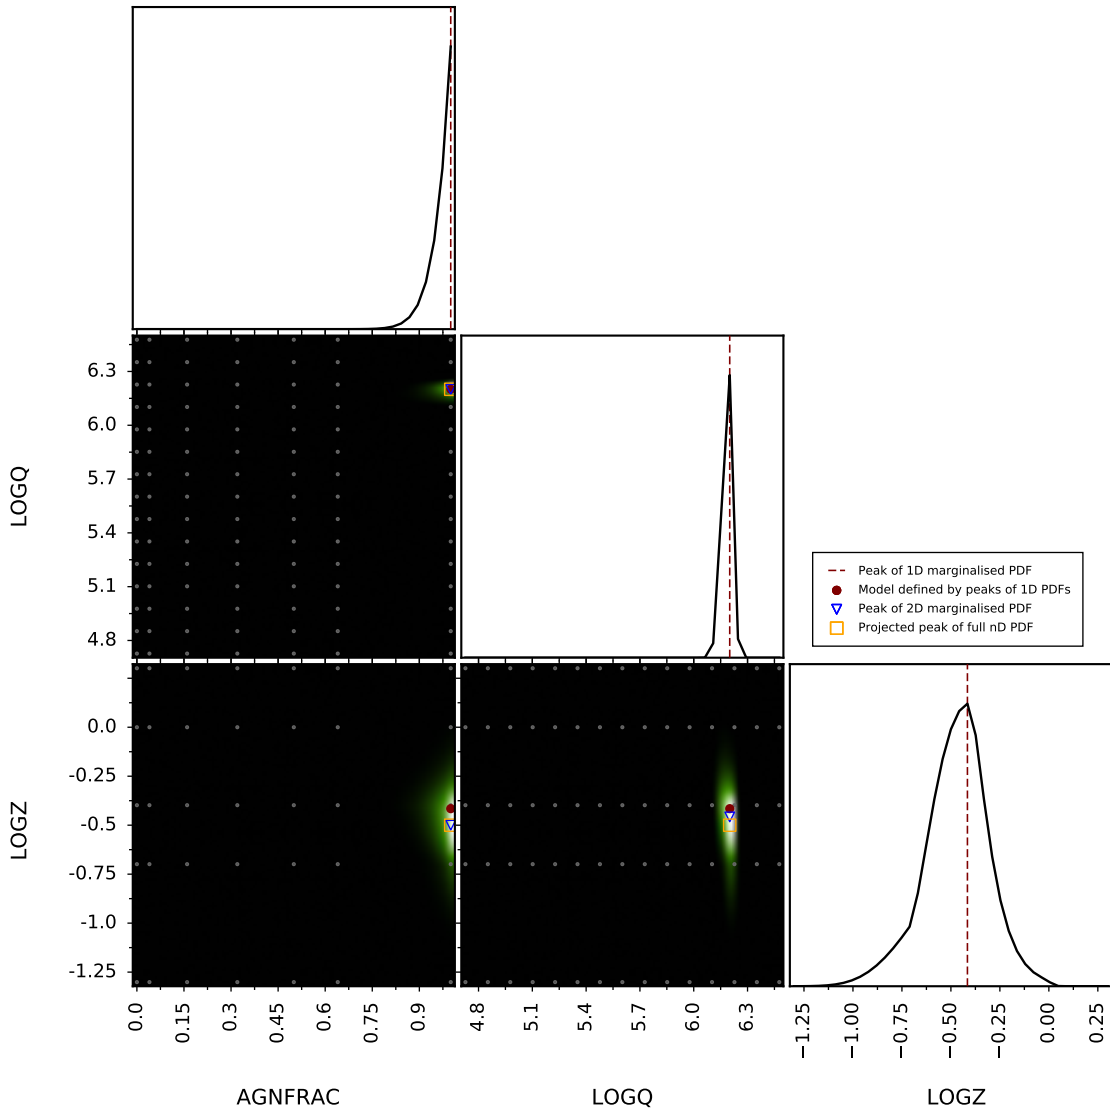 6.3
6.0
5.7
5.4
5.1
4.8
LOGQ
Peak of 1D marginalised PDF
Model defined by peaks of 1D PDFs
Peak of 2D marginalised PDF
Projected peak of full nD PDF
0.0
-0.25
-0.5
-0.75
-1.0
-1.25
LOGZ
0.0 0.15 0.3 0.45 0.6 0.75 0.9
4.8 5.1 5.4 5.7 6.0 6.3
−1.25 −1.00 −0.75 −0.50 −0.25 0.00 0.25
AGNFRAC
LOGQ
LOGZ